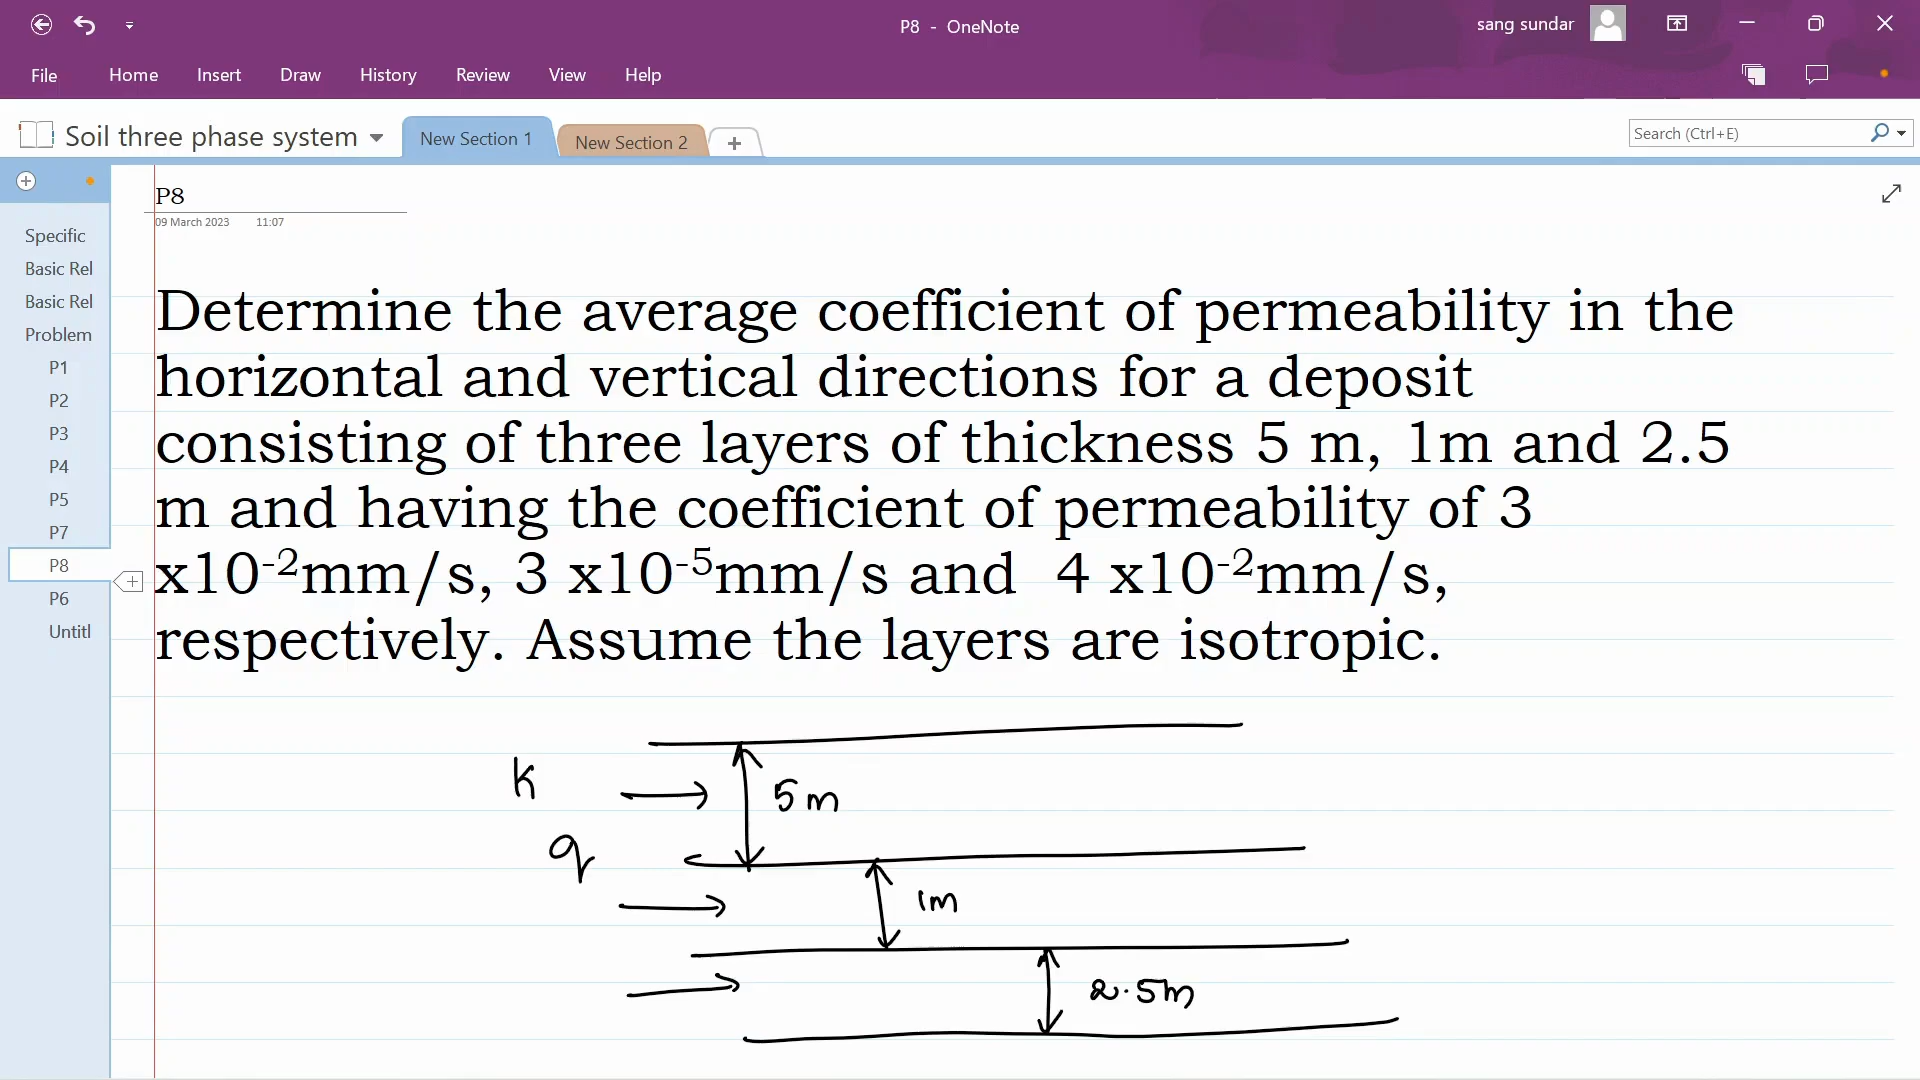 P8 - OneNote
sang sundar
File Home Insert Draw History Review View Help
Soil three phase system
New Section 1
New Section 2
Search (Ctrl+E)
P8
09 March 2023 11:07
Specific
Basic Rel
Basic Rel
Problem
P1
P2
P3
P4
P5
P7
P8
P6
Untitl
Determine the average coefficient of permeability in the
horizontal and vertical directions for a deposit
consisting of three layers of thickness 5 m, 1m and 2.5
m and having the coefficient of permeability of 3
x10⁻²mm/s, 3 x10⁻⁵mm/s and 4 x10⁻²mm/s,
respectively. Assume the layers are isotropic.
K
5 m
q
1m
2.5m